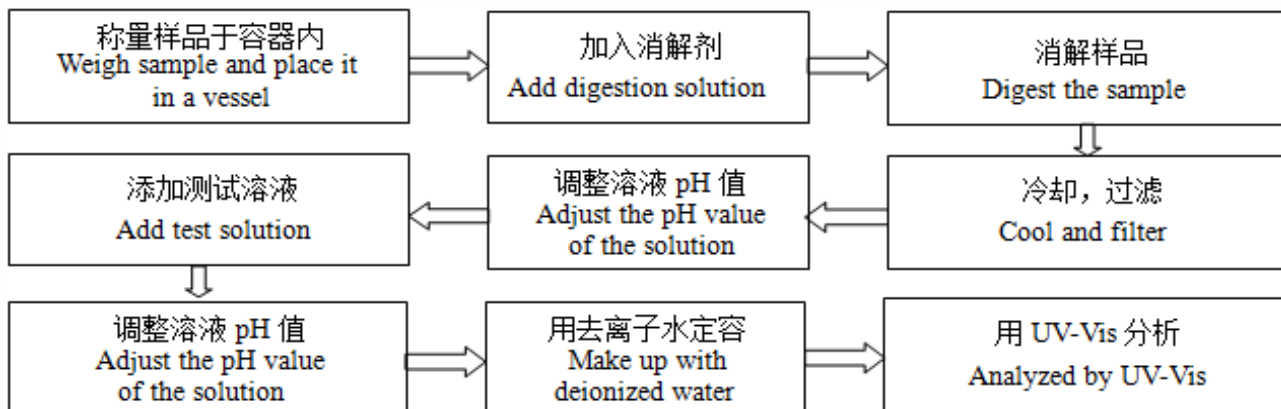 称量样品于容器内
Weigh sample and place it
in a vessel
加入消解剂
Add digestion solution
消解样品
Digest the sample
冷却，过滤
Cool and filter
调整溶液 pH 值
Adjust the pH value
of the solution
添加测试溶液
Add test solution
调整溶液 pH 值
Adjust the pH value
of the solution
用去离子水定容
Make up with
deionized water
用 UV-Vis 分析
Analyzed by UV-Vis